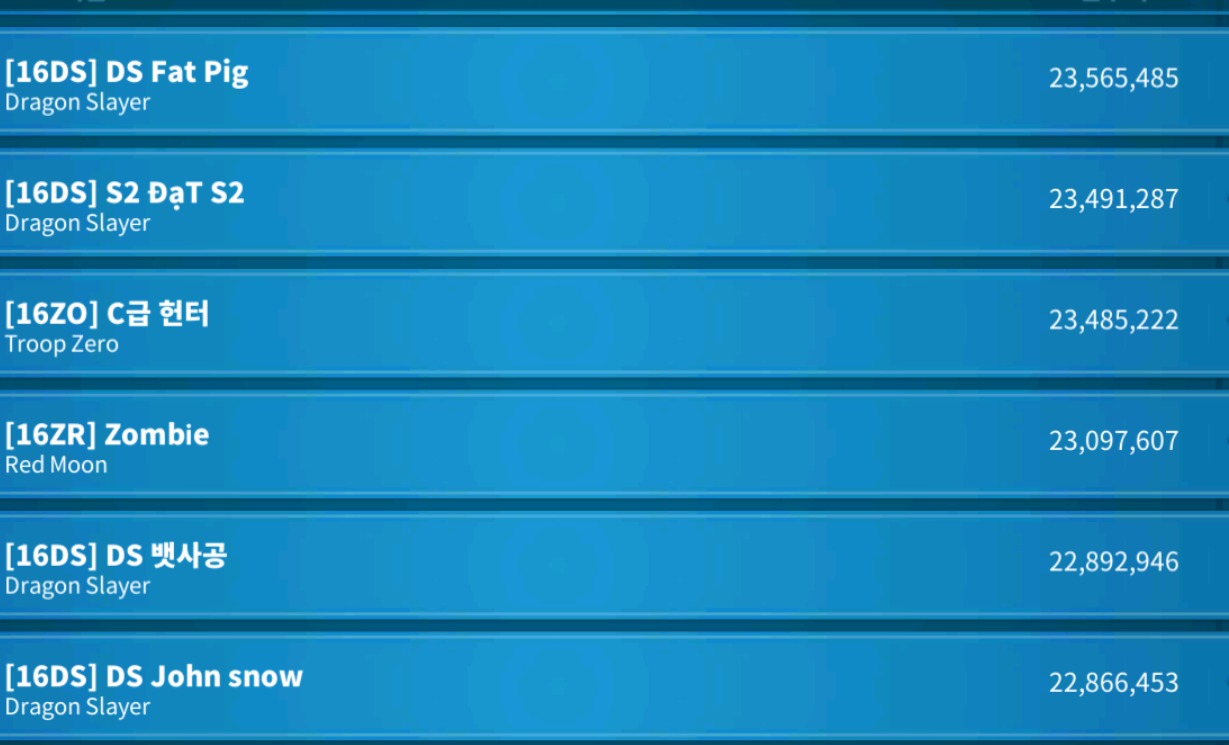 [16DS] DS Fat Pig
Dragon Slayer
23,565,485
[16DS] S2 ĐạT S2
Dragon Slayer
23,491,287
[16ZO] C급 헌터
Troop Zero
23,485,222
[16ZR] Zombie
Red Moon
23,097,607
[16DS] DS 뱃사공
Dragon Slayer
22,892,946
[16DS] DS John snow
Dragon Slayer
22,866,453